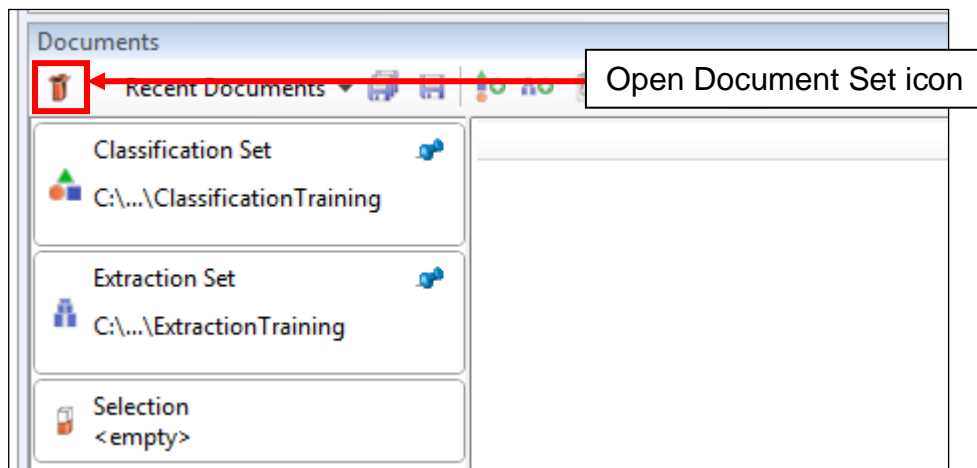 Documents
Open Document Set icon
Recent Documents
Classification Set
C:\...\ClassificationTraining
Extraction Set
C:\...\ExtractionTraining
Selection
<empty>